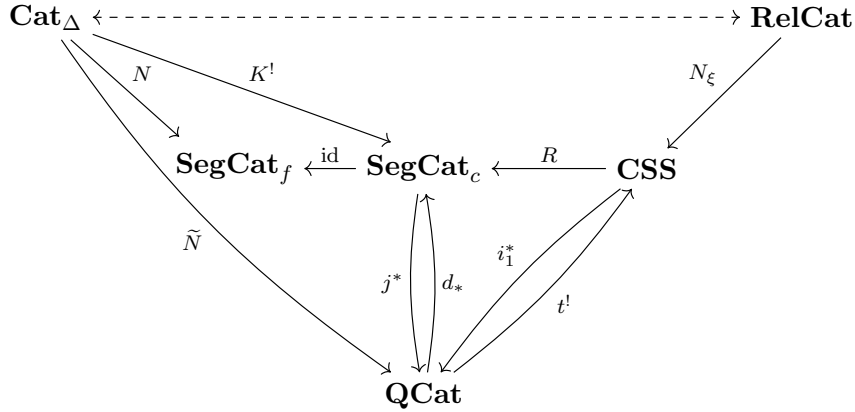 Cat_Δ RelCat
N K^! N_ξ
SegCat_f id SegCat_c R CSS
Ñ j^* d_* i_1^* t^!
QCat